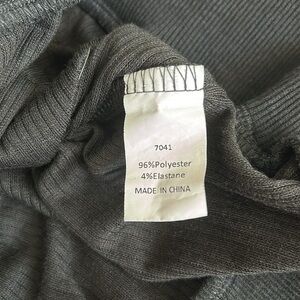 7041
96%Polyester
4%Elastane
MADE IN CHINA